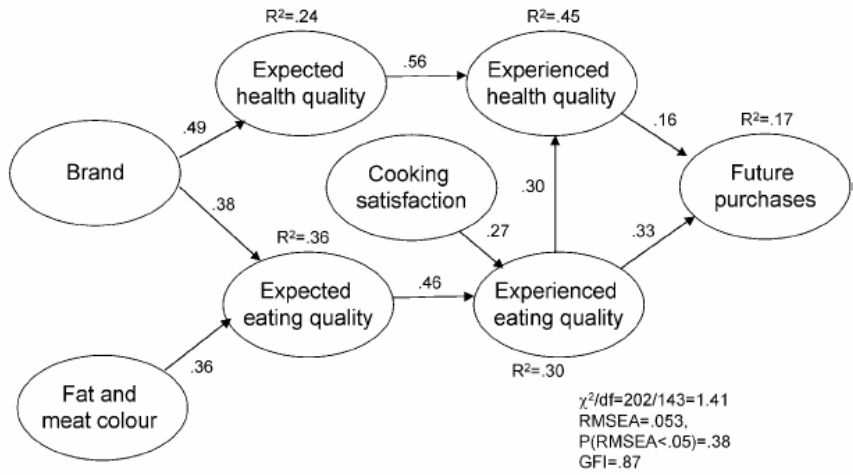 R²=.24
R²=.45
Expected
health quality
.56
Experienced
health quality
.49
.16
R²=.17
Brand
Cooking
satisfaction
.30
Future
purchases
.38
R²=.36
.27
.33
Expected
eating quality
.46
Experienced
eating quality
.36
R²=.30
Fat and
meat colour
χ²/df=202/143=1.41
RMSEA=.053,
P(RMSEA<.05)=.38
GFI=.87